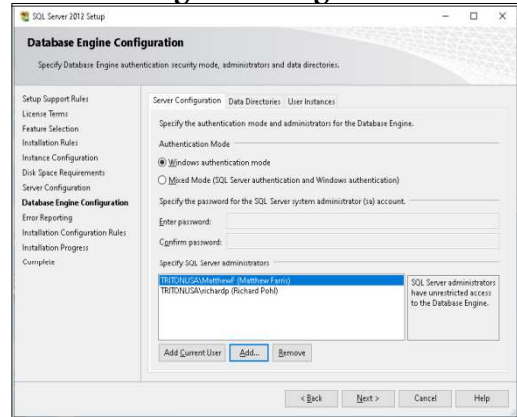 SQL Server 2012 Setup
Database Engine Configuration
Specify Database Engine authentication security mode, administrators and data directories.
Setup Support Rules
License Terms
Feature Selection
Installation Rules
Instance Configuration
Disk Space Requirements
Server Configuration
Database Engine Configuration
Error Reporting
Installation Configuration Rules
Installation Progress
Complete
Server Configuration Data Directories User Instances
Specify the authentication mode and administrators for the Database Engine.
Authentication Mode
Windows authentication mode
Mixed Mode (SQL Server authentication and Windows authentication)
Specify the password for the SQL Server system administrator (sa) account.
Enter password:
Confirm password:
Specify SQL Server administrators
TRITONUSA\MatthewF (Matthew Farris)
TRITONUSA\richardp (Richard Pohl)
SQL Server administrators
have unrestricted access
to the Database Engine.
Add Current User Add... Remove
< Back Next > Cancel Help